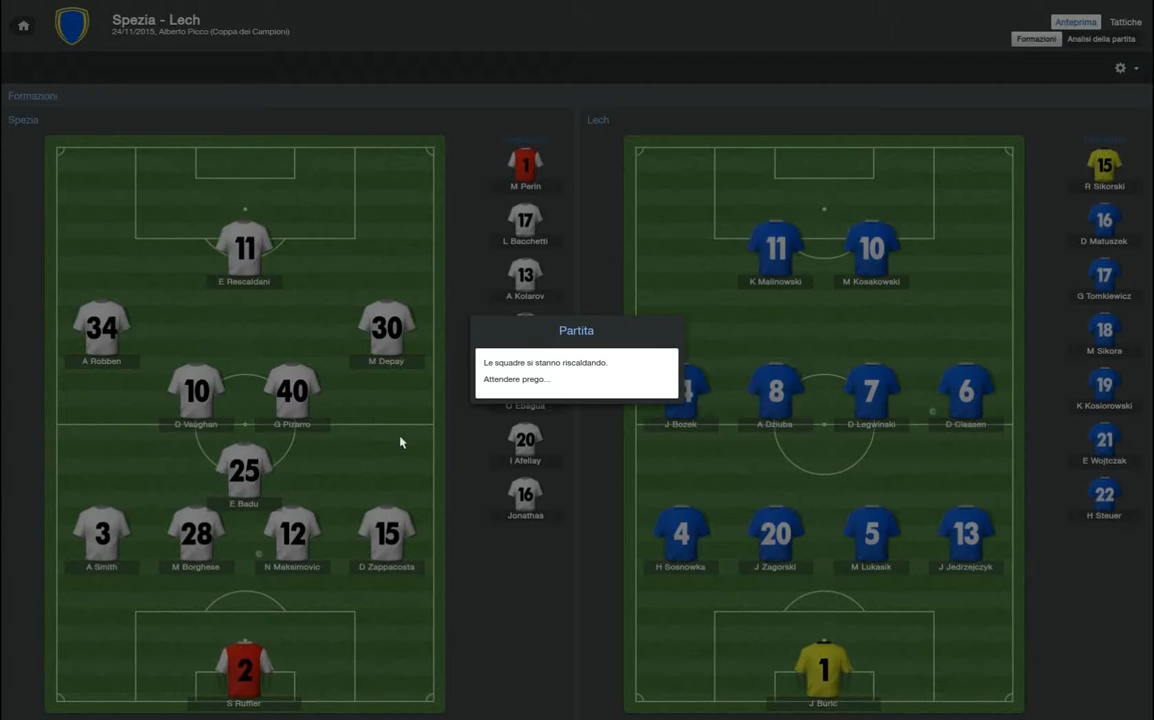 Spezia - Lech
24/11/2015, Alberto Picco (Coppa dei Campioni)
Anteprima
Tattiche
Formazioni
Analisi della partita
Formazioni
Spezia
11
E Rescaldani
34
A Robben
30
M Depay
10
D Vaughan
40
G Pizarro
25
E Badu
3
A Smith
28
M Borghese
12
N Maksimovic
15
D Zappacosta
2
S Ruffier
1
M Perin
17
L Bacchetti
13
A Kolarov
O Ebagua
20
I Afellay
16
Jonathas
Partita
Le squadre si stanno riscaldando.
Attendere prego...
Lech
11
K Malinowski
10
M Kosakowski
J Bozek
8
A Dziuba
7
D Legwinski
6
D Claasen
4
H Sosnowka
20
J Zagorski
5
M Lukasik
13
J Jedrzejczyk
1
J Buric
15
R Sikorski
16
D Matuszek
17
G Tomkiewicz
18
M Sikora
19
K Kosiorowski
21
E Wojtczak
22
H Steuer